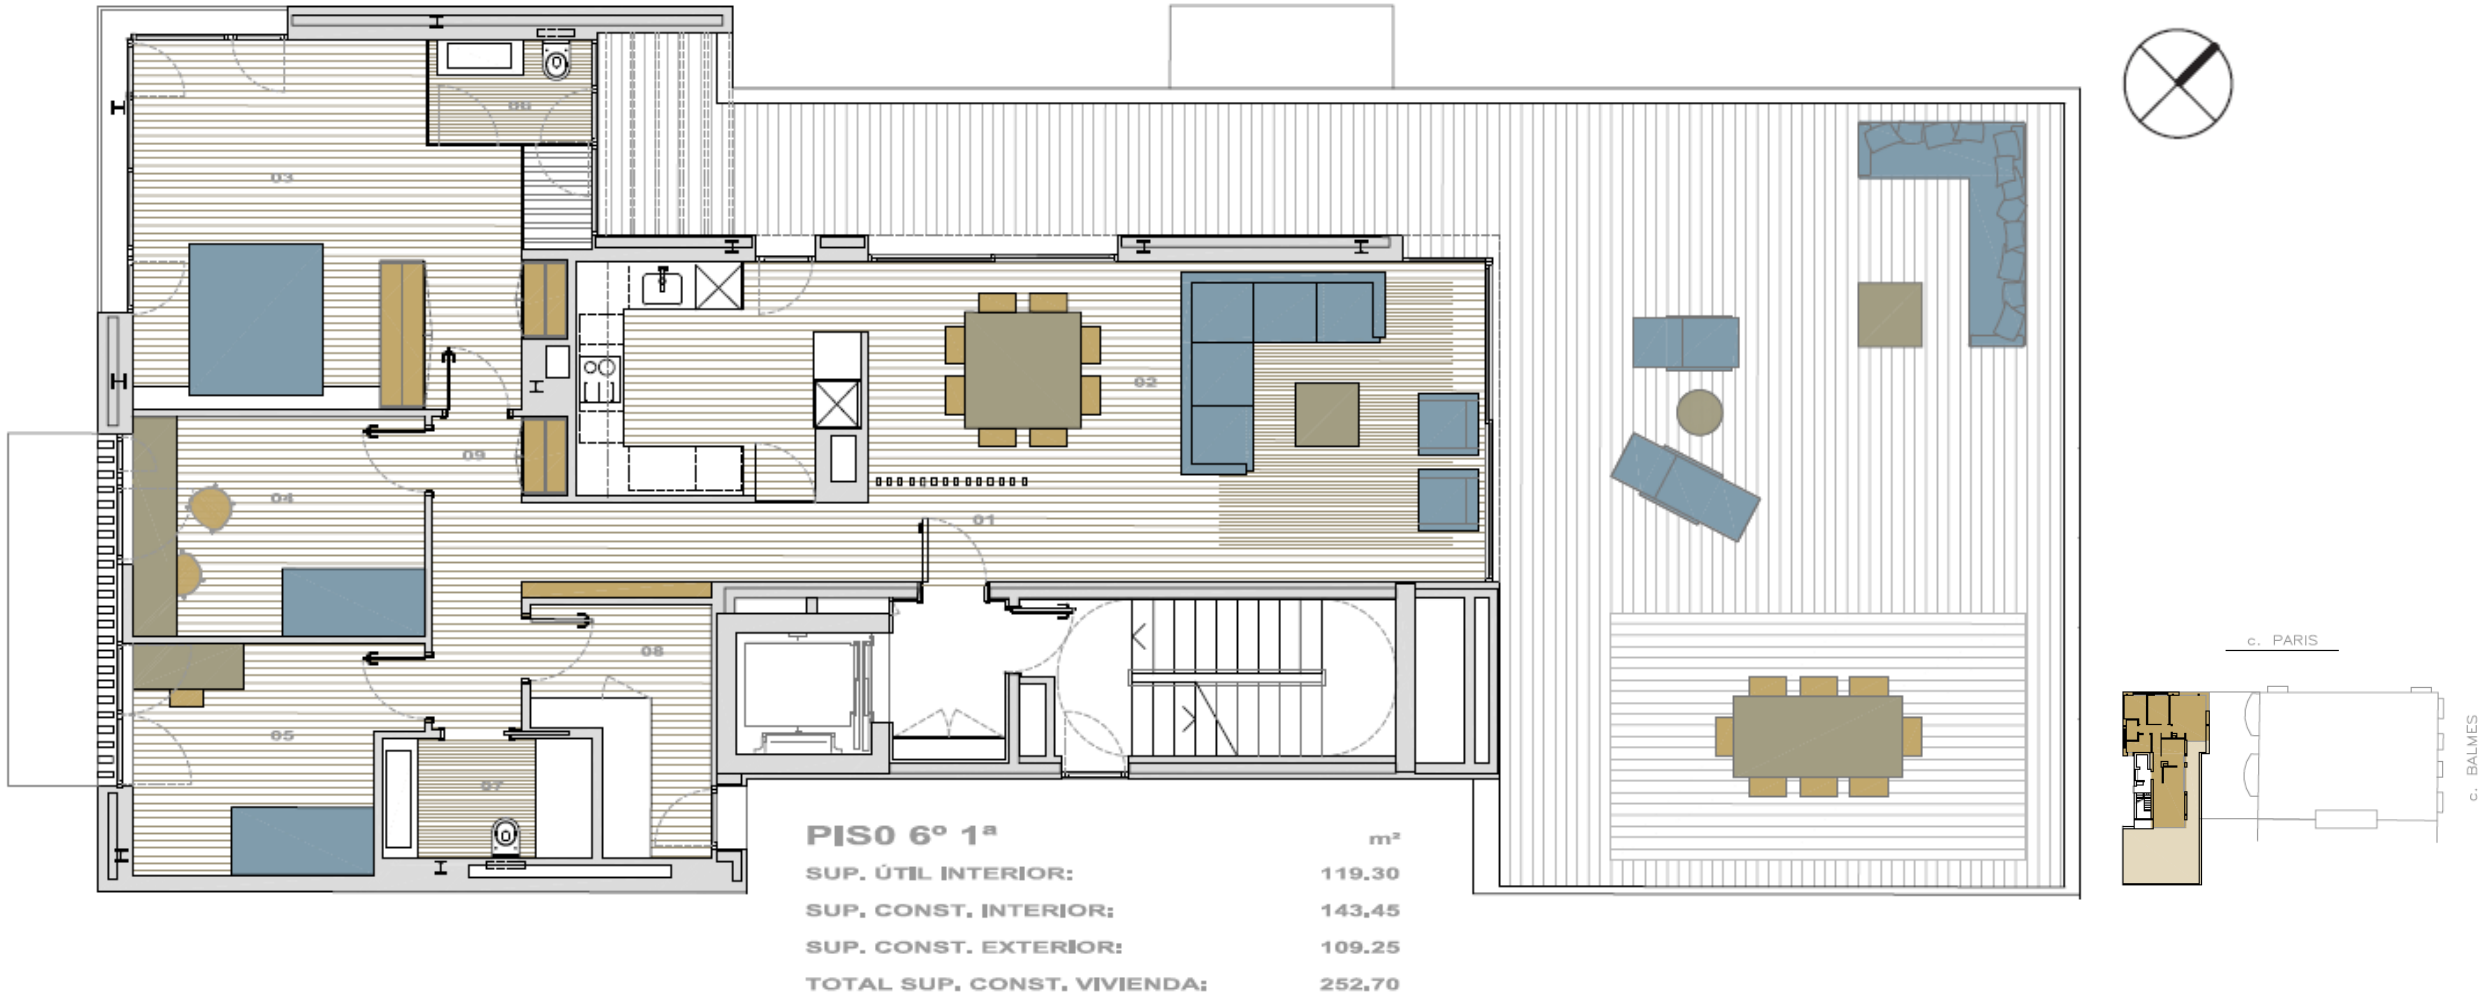 06
03
02
09
04
01
08
05
07
c. PARIS
c. BALMES
PISO 6º 1ª m²
SUP. ÚTIL INTERIOR: 119.30
SUP. CONST. INTERIOR: 143.45
SUP. CONST. EXTERIOR: 109.25
TOTAL SUP. CONST. VIVIENDA: 252.70